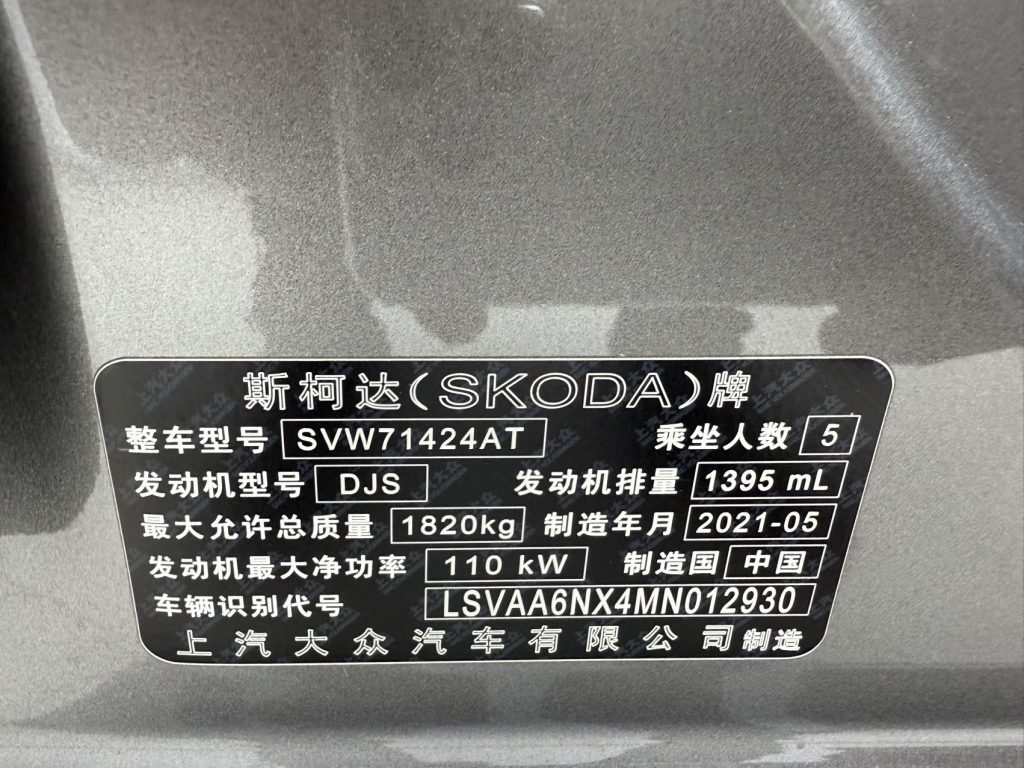 斯柯达(SKODA)牌
整车型号 SVW71424AT 乘坐人数 5
发动机型号 DJS 发动机排量 1395 mL
最大允许总质量 1820kg 制造年月 2021-05
发动机最大净功率 110 kW 制造国 中国
车辆识别代号 LSVAA6NX4MN012930
上汽大众汽车有限公司制造